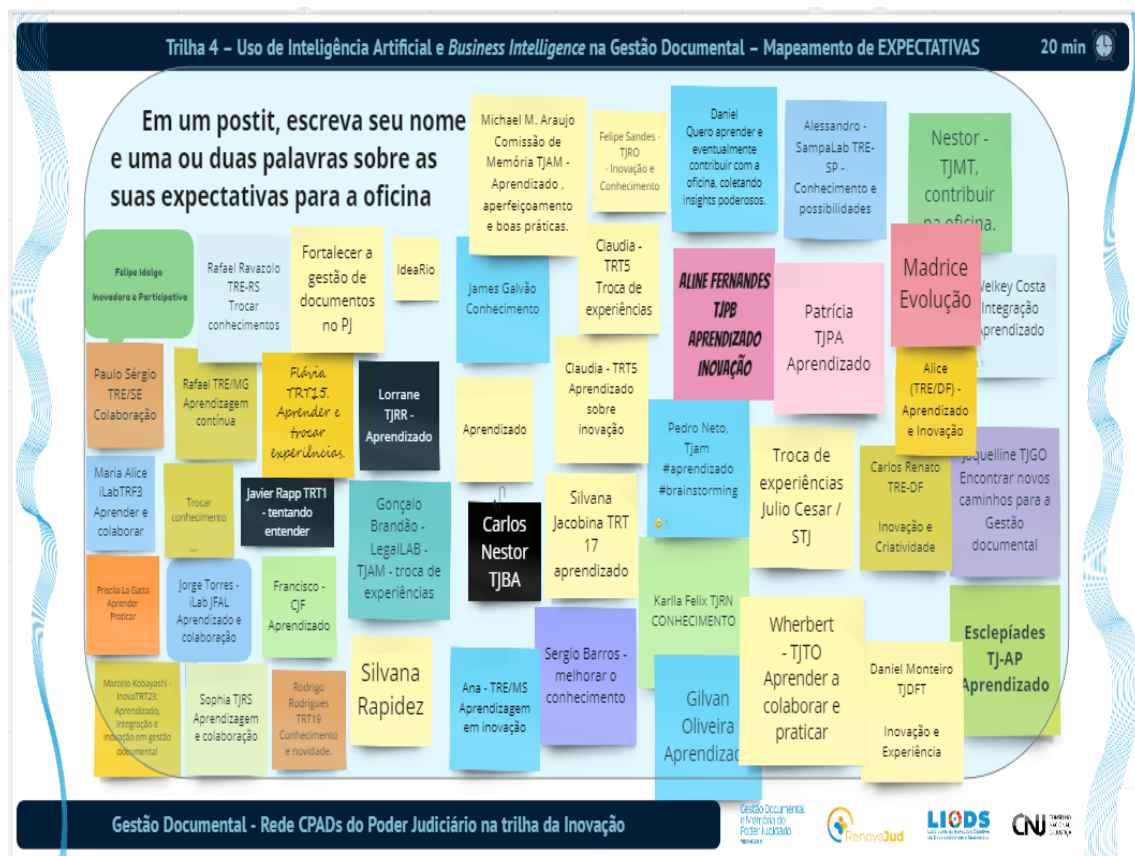 Trilha 4 – Uso de Inteligência Artificial e Business Intelligence na Gestão Documental – Mapeamento de EXPECTATIVAS
20 min
Em um postit, escreva seu nome
e uma ou duas palavras sobre as
suas expectativas para a oficina
Michael M. Araujo
Comissão de
Memória TJAM -
Aprendizado ,
aperfeiçoamento
e boas práticas.
Felipe Sandes -
TJRO
- Inovação e
Conhecimento
Daniel
Quero aprender e
eventualmente
contribuir com a
oficina, coletando
insights poderosos.
Alessandro -
SampaLab TRE-
SP -
Conhecimento e
possibilidades
Nestor -
TJMT,
contribuir
na oficina.
Felipe Idelgo
Inovadora e Participativa
Rafael Ravazolo
TRE-RS
Trocar
conhecimentos
Fortalecer a
gestão de
documentos
no PJ
IdeaRio
James Galvão
Conhecimento
Claudia -
TRT5
Troca de
experiências
ALINE FERNANDES
TJPB
APRENDIZADO
INOVAÇÃO
Patrícia
TJPA
Aprendizado
Madrice
Evolução
Welkey Costa
Integração
Aprendizado
Paulo Sérgio
TRE/SE
Colaboração
Rafael TRE/MG
Aprendizagem
contínua
Flávia
TRT15.
Aprender e
trocar
experiências.
Lorrane
TJRR -
Aprendizado
Aprendizado
Claudia - TRT5
Aprendizado
sobre
inovação
Pedro Neto,
Tjam
#aprendizado
#brainstorming
Troca de
experiências
Julio Cesar /
STJ
Alice
(TRE/DF) -
Aprendizado
e Inovação
Carlos Renato
TRE-DF
Inovação e
Criatividade
Jaquelline TJGO
Encontrar novos
caminhos para a
Gestão
documental
Maria Alice
iLabTRF3
Aprender e
colaborar
Trocar
conhecimento
...
Javier Rapp TRT1
- tentando
entender
Gonçalo
Brandão -
LegalLAB -
TJAM - troca de
experiências
Carlos
Nestor
TJBA
Silvana
Jacobina TRT
17
aprendizado
Priscila La Gatta
Aprender
Praticar
Jorge Torres -
iLab JFAL
Aprendizado e
colaboração
Francisco -
CJF
Aprendizado
Karlla Felix TJRN
CONHECIMENTO
Wherbert
- TJTO
Aprender a
colaborar e
praticar
Esclepíades
TJ-AP
Aprendizado
Marcelo Kobayashi -
InovaTRT23:
Aprendizado,
integração e
inovação em gestão
documental
Sophia TJRS
Aprendizagem
e colaboração
Rodrigo
Rodrigues
TRT19
Conhecimento
e novidade.
Silvana
Rapidez
Ana - TRE/MS
Aprendizagem
em inovação
Sergio Barros -
melhorar o
conhecimento
Gilvan
Oliveira
Aprendizado
Daniel Monteiro
TJDFT
Inovação e
Experiência
Gestão Documental - Rede CPADs do Poder Judiciário na trilha da Inovação
Gestão Documental
e Memória do
Poder Judiciário
RenovaJud
LIODS
CNJ
CONSELHO
NACIONAL
DE JUSTIÇA